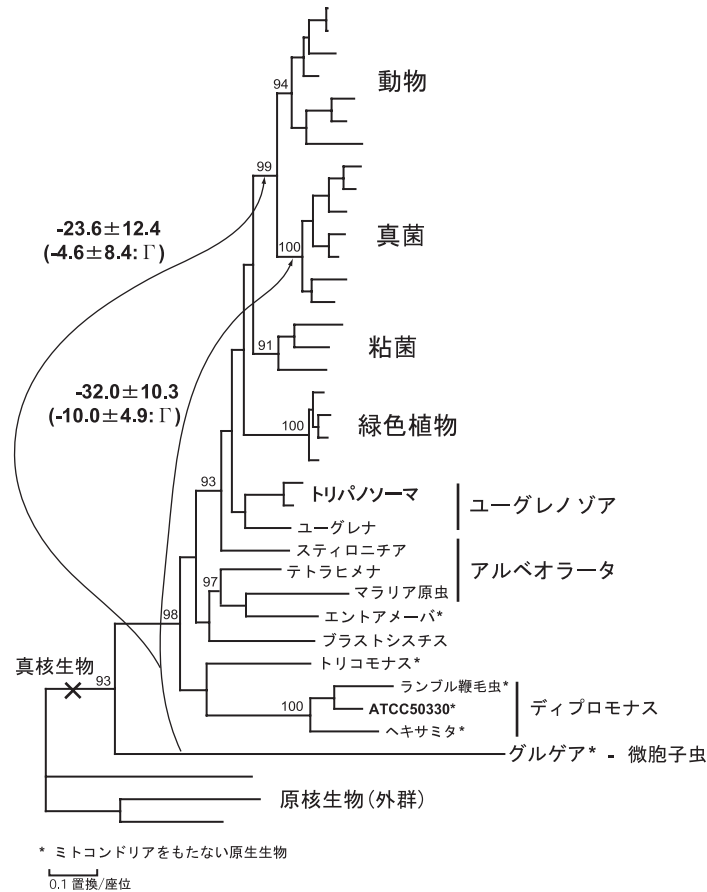 94
動物
99
-23.6±12.4
(-4.6±8.4: Γ)
真菌
100
91
粘菌
-32.0±10.3
(-10.0±4.9: Γ)
100
緑色植物
93
トリパノソーマ
ユーグレノゾア
ユーグレナ
スティロニチア
97
テトラヒメナ
アルベオラータ
マラリア原虫
エントアメーバ*
98
ブラストシスチス
真核生物
93
トリコモナス*
ランブル鞭毛虫*
100
ATCC50330*
ディプロモナス
ヘキサミタ*
グルゲア* - 微胞子虫
原核生物(外群)
* ミトコンドリアをもたない原生生物
0.1 置換/座位